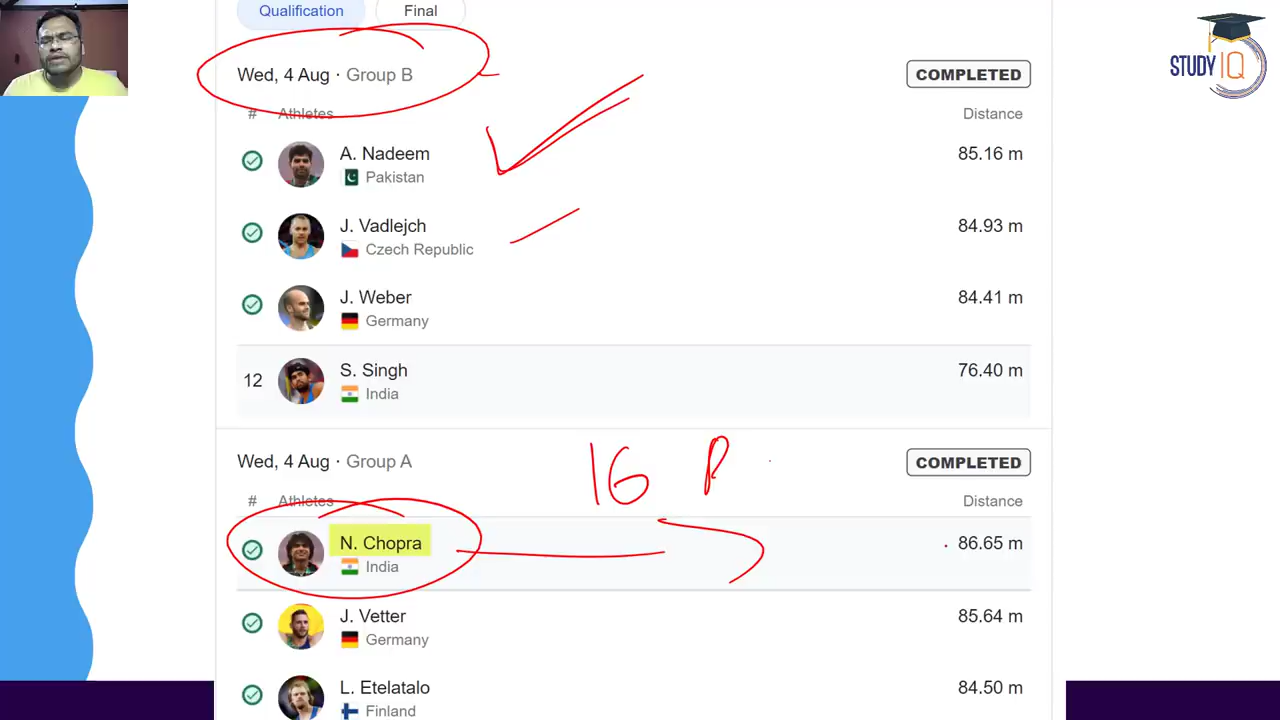 Qualification Final
STUDY IQ
Wed, 4 Aug · Group B COMPLETED
# Athletes Distance
A. Nadeem 85.16 m
Pakistan
J. Vadlejch 84.93 m
Czech Republic
J. Weber 84.41 m
Germany
12 S. Singh 76.40 m
India
16 P
Wed, 4 Aug · Group A COMPLETED
# Athletes Distance
N. Chopra 86.65 m
India
J. Vetter 85.64 m
Germany
L. Etelatalo 84.50 m
Finland